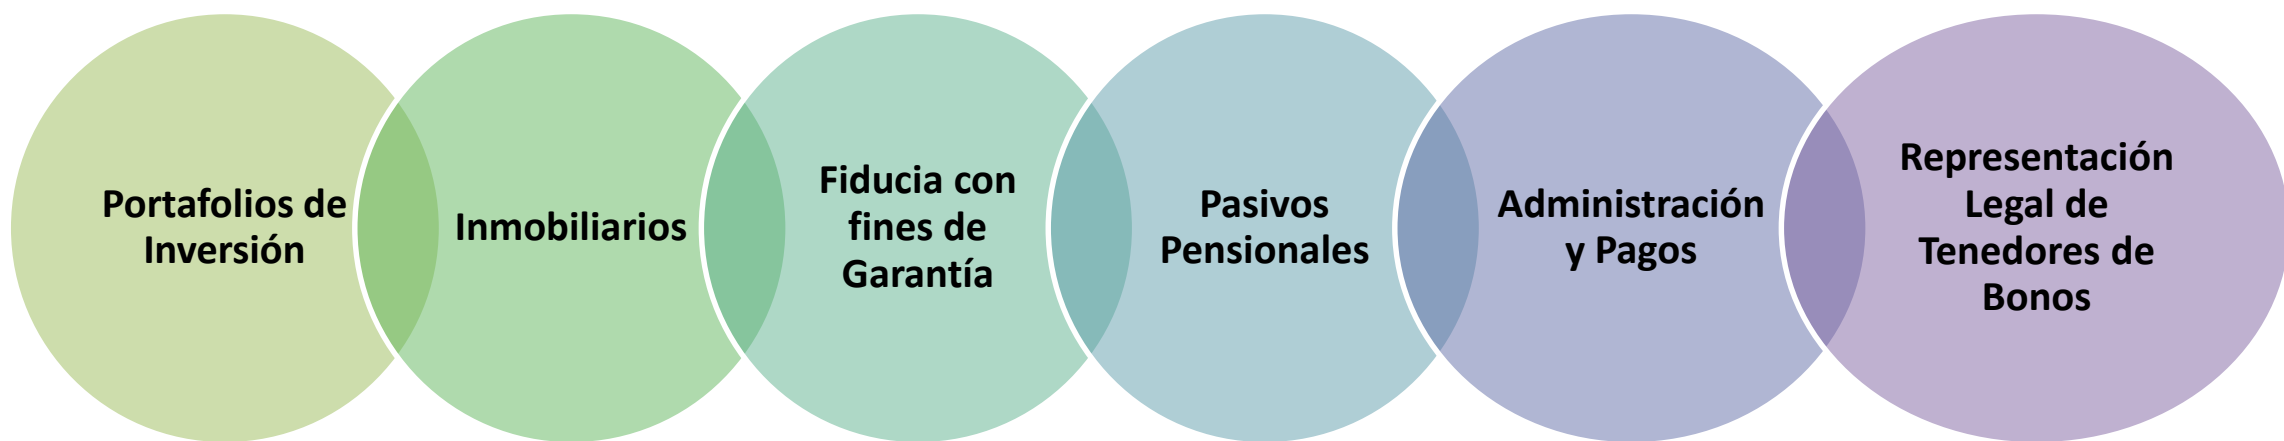 Portafolios de
Inversión
Inmobiliarios
Fiducia con
fines de
Garantía
Pasivos
Pensionales
Administración
y Pagos
Representación
Legal de
Tenedores de
Bonos